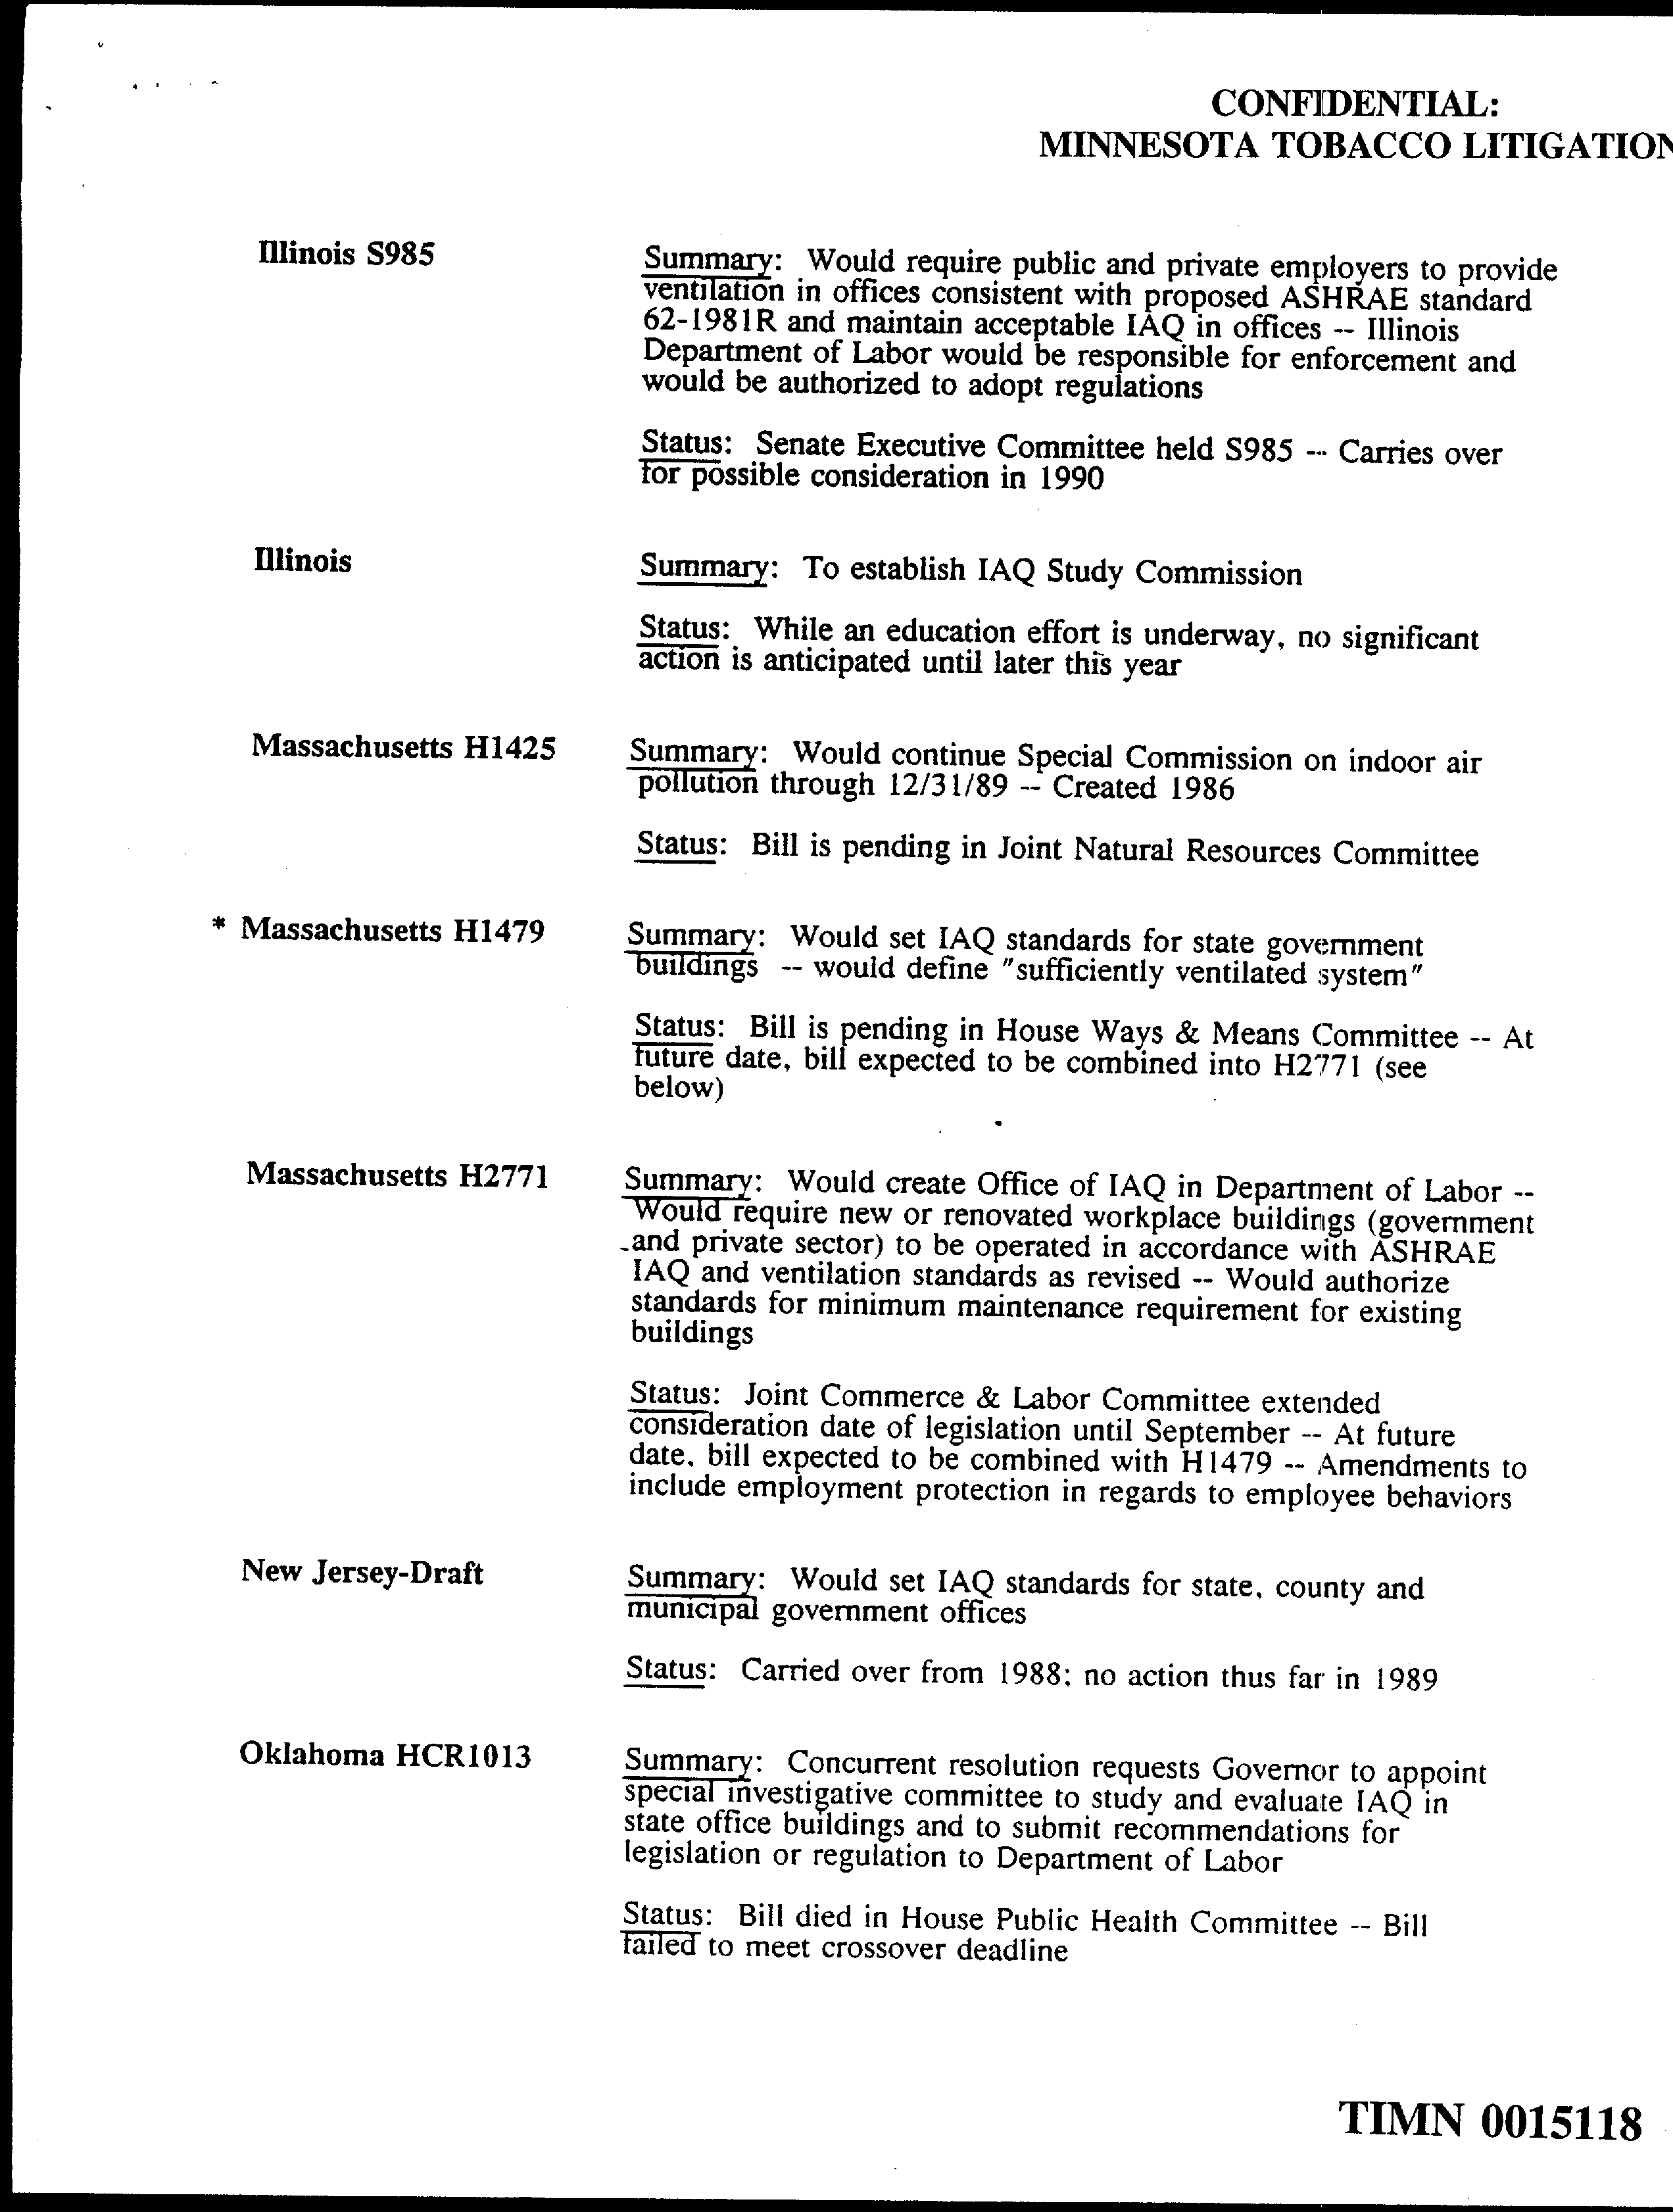 CONFIDENTIAL:
MINNESOTA TOBACCO LITIGATION
Illinois S985
Summary: Would require public and private employers to provide
ventilation in offices consistent with proposed ASHRAE standard
62-1981R and maintain acceptable IAQ in offices -- Illinois
Department of Labor would be responsible for enforcement and
would be authorized to adopt regulations
Status: Senate Executive Committee held S985 -- Carries over
for possible consideration in 1990
Illinois
Summary: To establish IAQ Study Commission
Status: While an education effort is underway, no significant
action is anticipated until later this year
Massachusetts H1425
Summary: Would continue Special Commission on indoor air
pollution through 12/31/89 -- Created 1986
Status: Bill is pending in Joint Natural Resources Committee
* Massachusetts H1479
Summary: Would set IAQ standards for state government
buildings -- would define "sufficiently ventilated system"
Status: Bill is pending in House Ways & Means Committee -- At
future date, bill expected to be combined into H2771 (see
below)
Massachusetts H2771
Summary: Would create Office of IAQ in Department of Labor --
Would require new or renovated workplace buildings (government
and private sector) to be operated in accordance with ASHRAE
IAQ and ventilation standards as revised -- Would authorize
standards for minimum maintenance requirement for existing
buildings
Status: Joint Commerce & Labor Committee extended
consideration date of legislation until September -- At future
date, bill expected to be combined with H1479 -- Amendments to
include employment protection in regards to employee behaviors
New Jersey-Draft
Summary: Would set IAQ standards for state, county and
municipal government offices
Status: Carried over from 1988; no action thus far in 1989
Oklahoma HCR1013
Summary: Concurrent resolution requests Governor to appoint
special investigative committee to study and evaluate IAQ in
state office buildings and to submit recommendations for
legislation or regulation to Department of Labor
Status: Bill died in House Public Health Committee -- Bill
failed to meet crossover deadline
TIMN 0015118